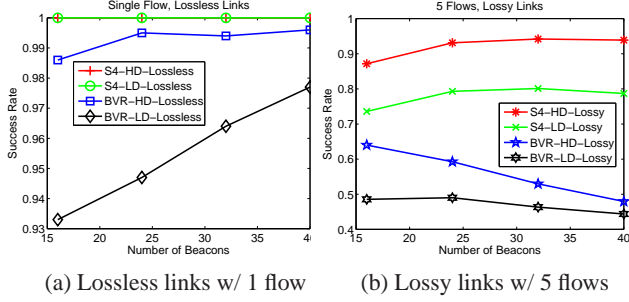 Single Flow, Lossless Links
1
0.99
0.98
0.97
0.96
0.95
0.94
0.93
Success Rate
S4−HD−Lossless
S4−LD−Lossless
BVR−HD−Lossless
BVR−LD−Lossless
15 20 25 30 35 40
Number of Beacons
(a) Lossless links w/ 1 flow
5 Flows, Lossy Links
1
0.9
0.8
0.7
0.6
0.5
0.4
Success Rate
S4−HD−Lossy
S4−LD−Lossy
BVR−HD−Lossy
BVR−LD−Lossy
15 20 25 30 35 40
Number of Beacons
(b) Lossy links w/ 5 flows